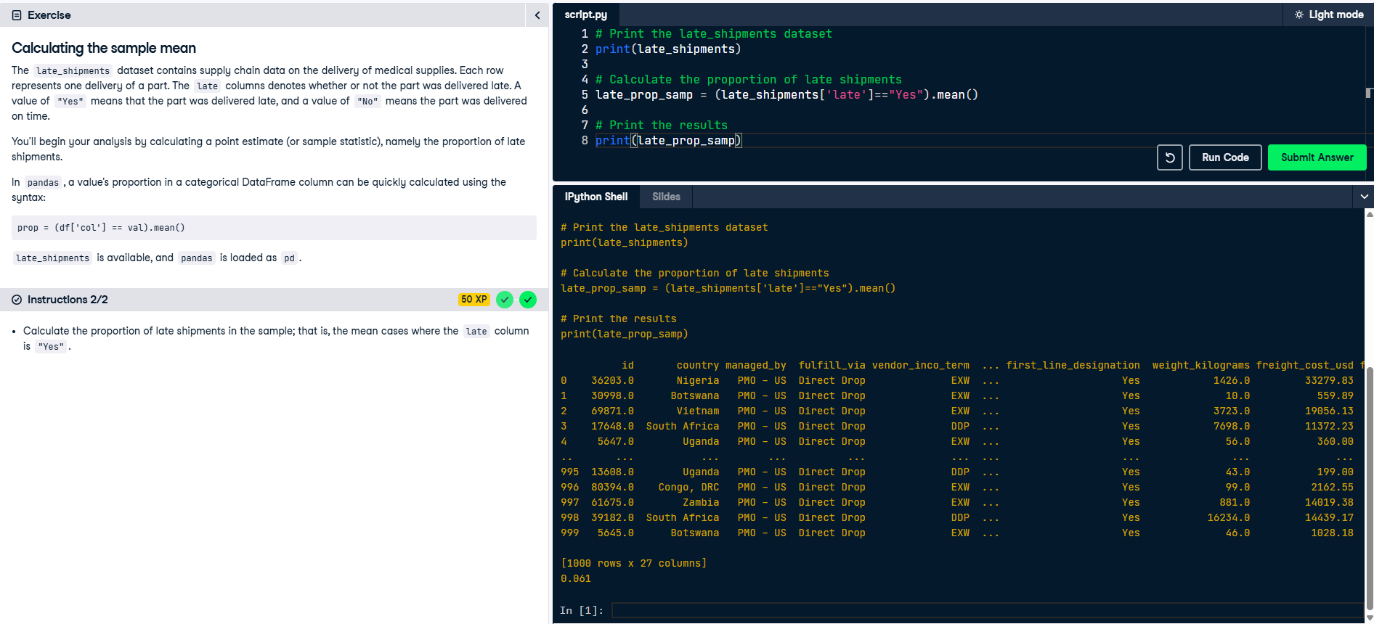 Exercise
Calculating the sample mean
The late_shipments dataset contains supply chain data on the delivery of medical supplies. Each row
represents one delivery of a part. The late columns denotes whether or not the part was delivered late. A
value of "Yes" means that the part was delivered late, and a value of "No" means the part was delivered
on time.
You'll begin your analysis by calculating a point estimate (or sample statistic), namely the proportion of late
shipments.
In pandas , a value's proportion in a categorical DataFrame column can be quickly calculated using the
syntax:
prop = (df['col'] == val).mean()
late_shipments is available, and pandas is loaded as pd .
Instructions 2/2
50 XP
• Calculate the proportion of late shipments in the sample; that is, the mean cases where the late column
is "Yes" .
script.py
Light mode
1 # Print the late_shipments dataset
2 print(late_shipments)
3
4 # Calculate the proportion of late shipments
5 late_prop_samp = (late_shipments['late']=="Yes").mean()
6
7 # Print the results
8 print(late_prop_samp)
Run Code
Submit Answer
IPython Shell
Slides
# Print the late_shipments dataset
print(late_shipments)
# Calculate the proportion of late shipments
late_prop_samp = (late_shipments['late']=="Yes").mean()
# Print the results
print(late_prop_samp)
id country managed_by fulfill_via vendor_inco_term ... first_line_designation weight_kilograms freight_cost_usd
0 36203.0 Nigeria PMO - US Direct Drop EXW ... Yes 1426.0 33279.83
1 30998.0 Botswana PMO - US Direct Drop EXW ... Yes 10.0 559.89
2 69871.0 Vietnam PMO - US Direct Drop EXW ... Yes 3723.0 19056.13
3 17648.0 South Africa PMO - US Direct Drop DDP ... Yes 7698.0 11372.23
4 5647.0 Uganda PMO - US Direct Drop EXW ... Yes 56.0 360.00
.. ... ... ... ... ... ... ... ... ...
995 13608.0 Uganda PMO - US Direct Drop DDP ... Yes 43.0 199.00
996 80394.0 Congo, DRC PMO - US Direct Drop EXW ... Yes 99.0 2162.55
997 61675.0 Zambia PMO - US Direct Drop EXW ... Yes 881.0 14019.38
998 39182.0 South Africa PMO - US Direct Drop DDP ... Yes 16234.0 14439.17
999 5645.0 Botswana PMO - US Direct Drop EXW ... Yes 46.0 1028.18
[1000 rows x 27 columns]
0.061
In [1]: